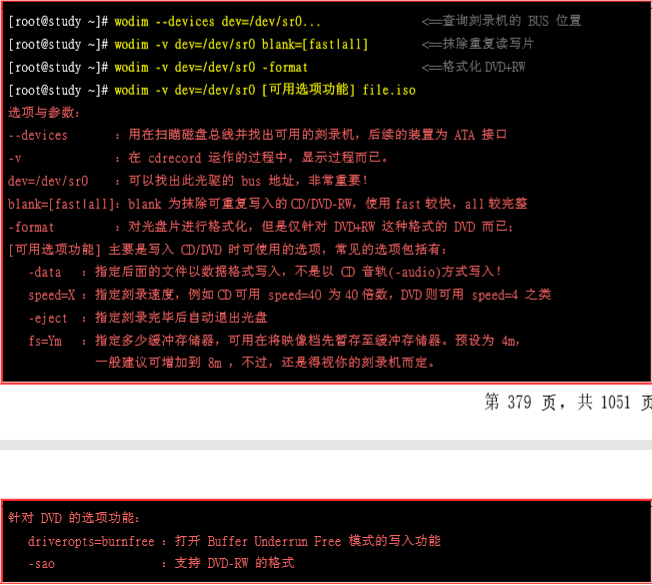 [root@study ~]# wodim --devices dev=/dev/sr0... <==查询刻录机的 BUS 位置
[root@study ~]# wodim -v dev=/dev/sr0 blank=[fast|all] <==抹除重复读写片
[root@study ~]# wodim -v dev=/dev/sr0 -format <==格式化DVD+RW
[root@study ~]# wodim -v dev=/dev/sr0 [可用选项功能] file.iso
选项与参数:
--devices : 用在扫瞄磁盘总线并找出可用的刻录机，后续的装置为 ATA 接口
-v : 在 cdrecord 运作的过程中，显示过程而已。
dev=/dev/sr0 : 可以找出此光驱的 bus 地址，非常重要!
blank=[fast|all]: blank 为抹除可重复写入的CD/DVD-RW，使用fast较快，all较完整
-format : 对光盘片进行格式化，但是仅针对 DVD+RW 这种格式的 DVD 而已;
[可用选项功能] 主要是写入 CD/DVD 时可使用的选项，常见的选项包括有:
-data : 指定后面的文件以数据格式写入，不是以 CD 音轨(-audio)方式写入!
speed=X : 指定刻录速度，例如CD可用 speed=40 为40倍数，DVD则可用 speed=4 之类
-eject : 指定刻录完毕后自动退出光盘
fs=Ym : 指定多少缓冲存储器，可用在将映像档先暂存至缓冲存储器。预设为 4m,
一般建议可增加到 8m ，不过，还是得视你的刻录机而定。
第 379 页，共 1051 页
针对 DVD 的选项功能:
driveropts=burnfree : 打开 Buffer Underrun Free 模式的写入功能
-sao : 支持 DVD-RW 的格式